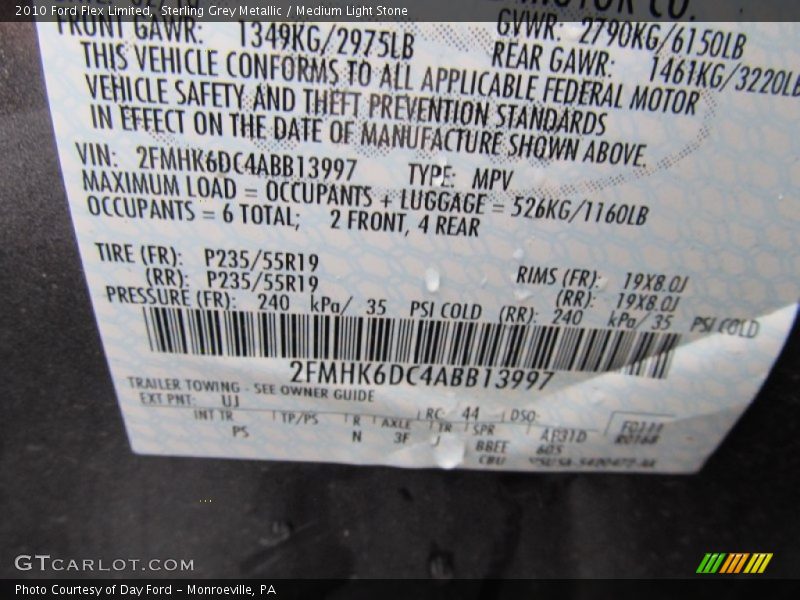 2010 Ford Flex Limited, Sterling Grey Metallic / Medium Light Stone
MOTOR CO.
FRONT GAWR: 1349KG/2975LB
GVWR: 2790KG/6150LB
REAR GAWR: 1461KG/3220LB
THIS VEHICLE CONFORMS TO ALL APPLICABLE FEDERAL MOTOR
VEHICLE SAFETY AND THEFT PREVENTION STANDARDS
IN EFFECT ON THE DATE OF MANUFACTURE SHOWN ABOVE.
VIN: 2FMHK6DC4ABB13997 TYPE: MPV
MAXIMUM LOAD = OCCUPANTS + LUGGAGE = 526KG/1160LB
OCCUPANTS = 6 TOTAL; 2 FRONT, 4 REAR
TIRE (FR): P235/55R19 RIMS (FR): 19X8.0J
(RR): P235/55R19 (RR): 19X8.0J
PRESSURE (FR): 240 kPa/ 35 PSI COLD (RR): 240 kPa/ 35 PSI COLD
2FMHK6DC4ABB13997
TRAILER TOWING - SEE OWNER GUIDE
EXT PNT: UJ RC: 44 DSO:
INT TR TP/PS R AXLE TR SPR
PS N 3F J BBEE
CBU
GTCARLOT.COM
Photo Courtesy of Day Ford - Monroeville, PA